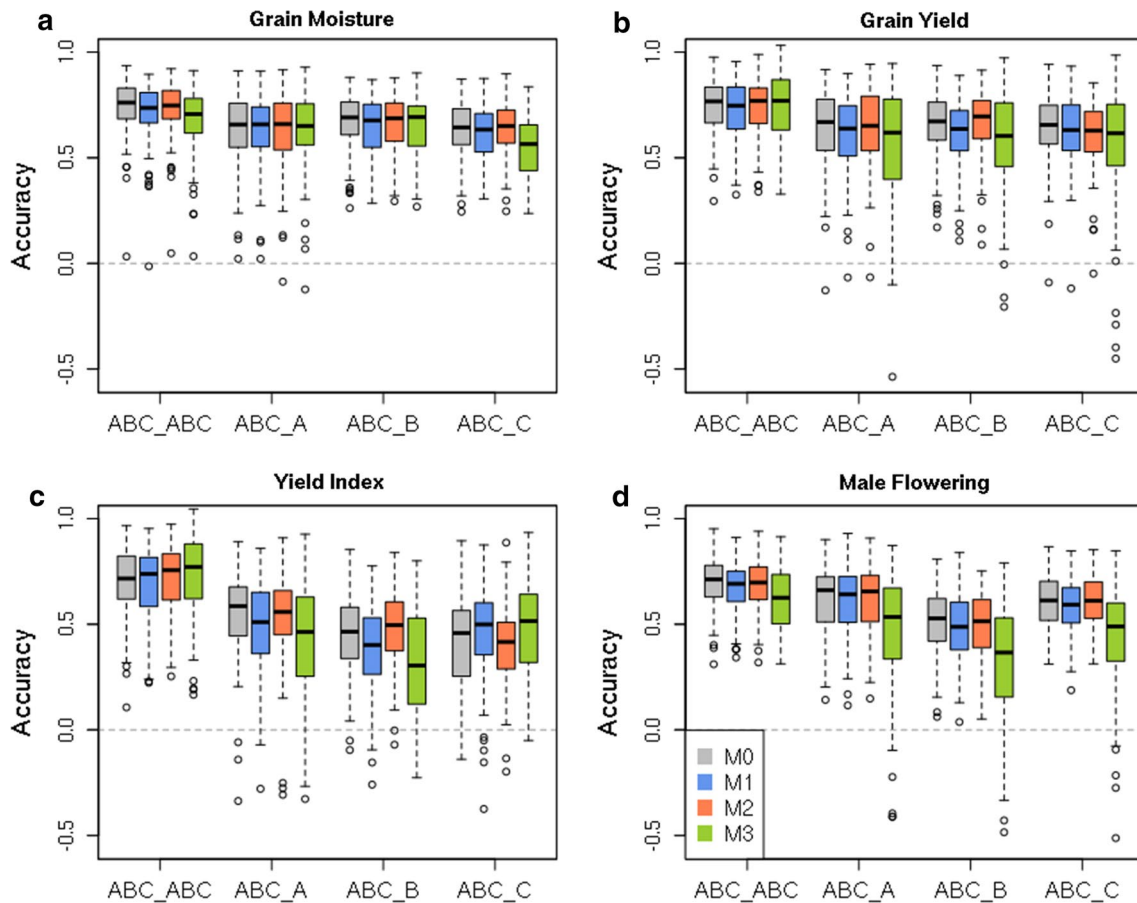 a
Grain Moisture
Accuracy
1.0
0.5
0.0
-0.5
ABC_ABC ABC_A ABC_B ABC_C
b
Grain Yield
Accuracy
1.0
0.5
0.0
-0.5
ABC_ABC ABC_A ABC_B ABC_C
c
Yield Index
Accuracy
1.0
0.5
0.0
-0.5
ABC_ABC ABC_A ABC_B ABC_C
d
Male Flowering
Accuracy
1.0
0.5
0.0
-0.5
M0
M1
M2
M3
ABC_ABC ABC_A ABC_B ABC_C